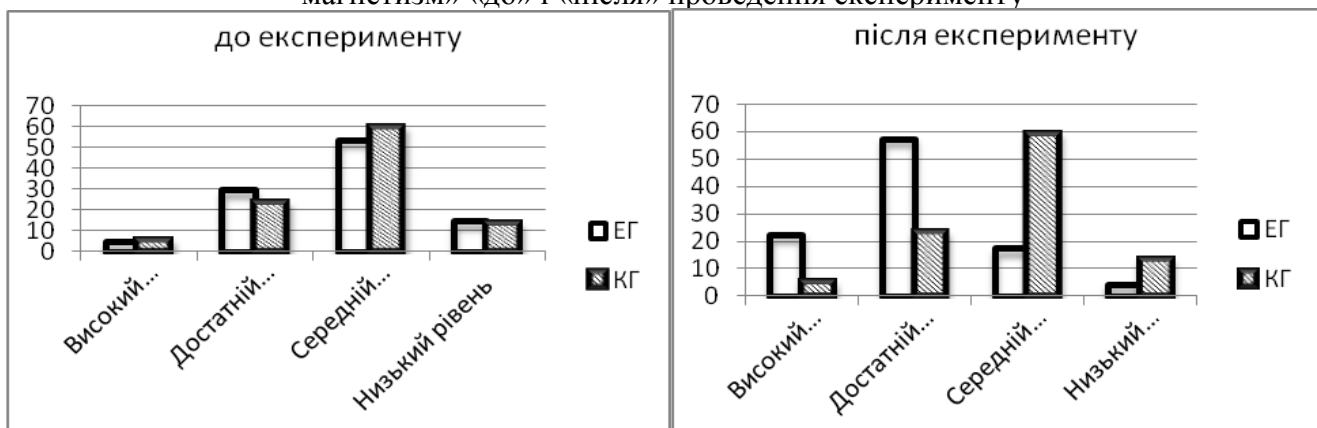 магнетизм» «до» і «після» проведення експерименту
до експерименту
70
60
50
40
30
20
10
0
Високий...
Достатній...
Середній...
Низький рівень
ЕГ
КГ
після експерименту
70
60
50
40
30
20
10
0
Високий...
Достатній...
Середній...
Низький...
ЕГ
КГ